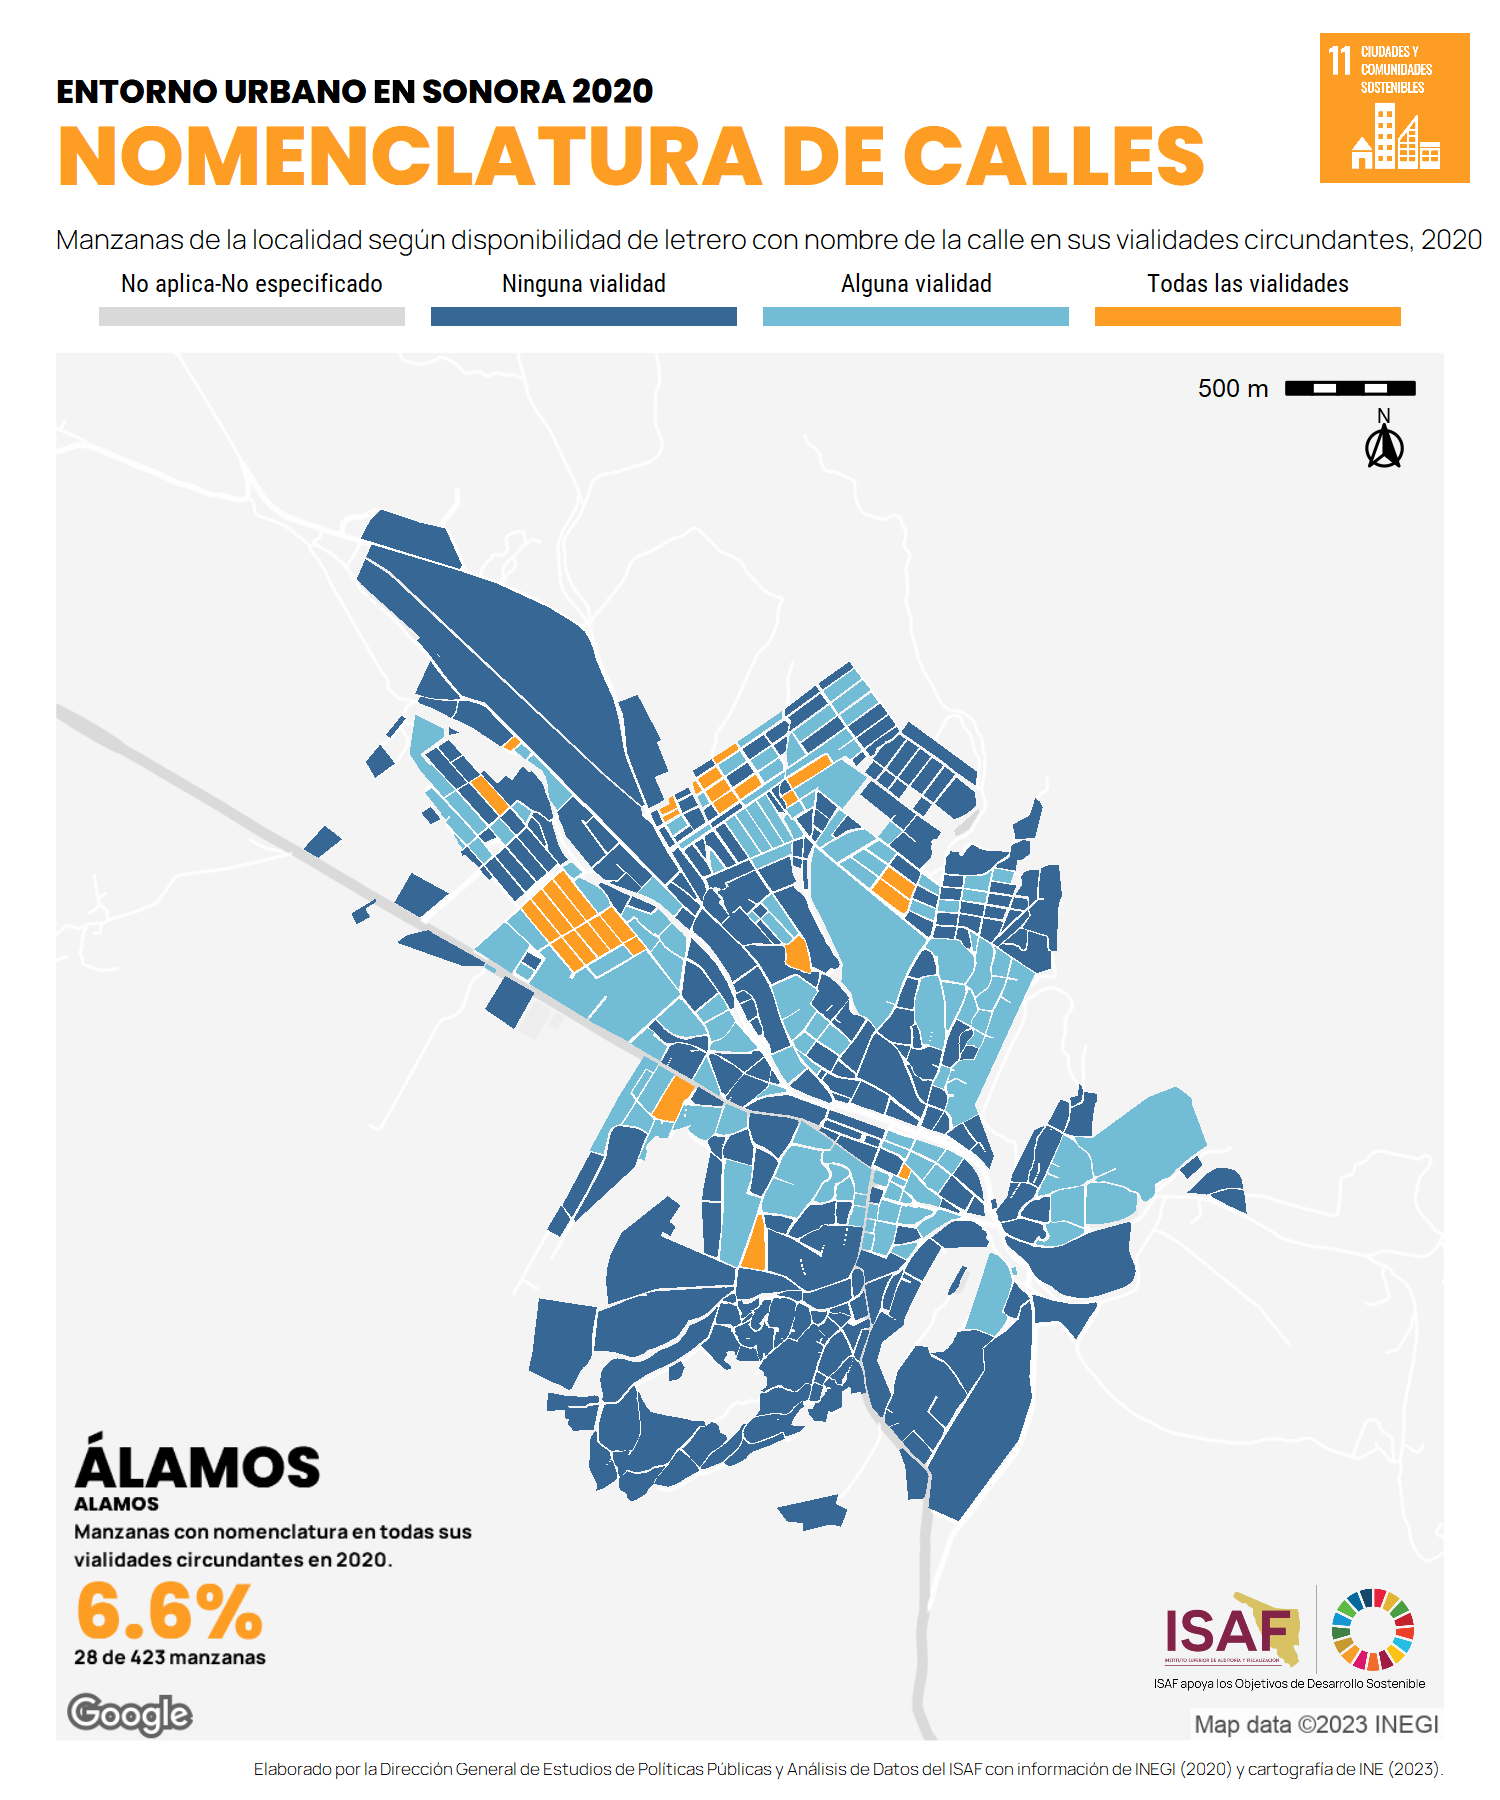 ENTORNO URBANO EN SONORA 2020
NOMENCLATURA DE CALLES
11 CIUDADES Y
COMUNIDADES
SOSTENIBLES
Manzanas de la localidad según disponibilidad de letrero con nombre de la calle en sus vialidades circundantes, 2020
No aplica-No especificado
Ninguna vialidad
Alguna vialidad
Todas las vialidades
500 m
N
ÁLAMOS
ALAMOS
Manzanas con nomenclatura en todas sus
vialidades circundantes en 2020.
6.6%
28 de 423 manzanas
ISAF
INSTITUTO SUPERIOR DE AUDITORÍA Y FISCALIZACIÓN
ISAF apoya los Objetivos de Desarrollo Sostenible
Google
Map data ©2023 INEGI
Elaborado por la Dirección General de Estudios de Políticas Públicas y Análisis de Datos del ISAF con información de INEGI (2020) y cartografía de INE (2023).